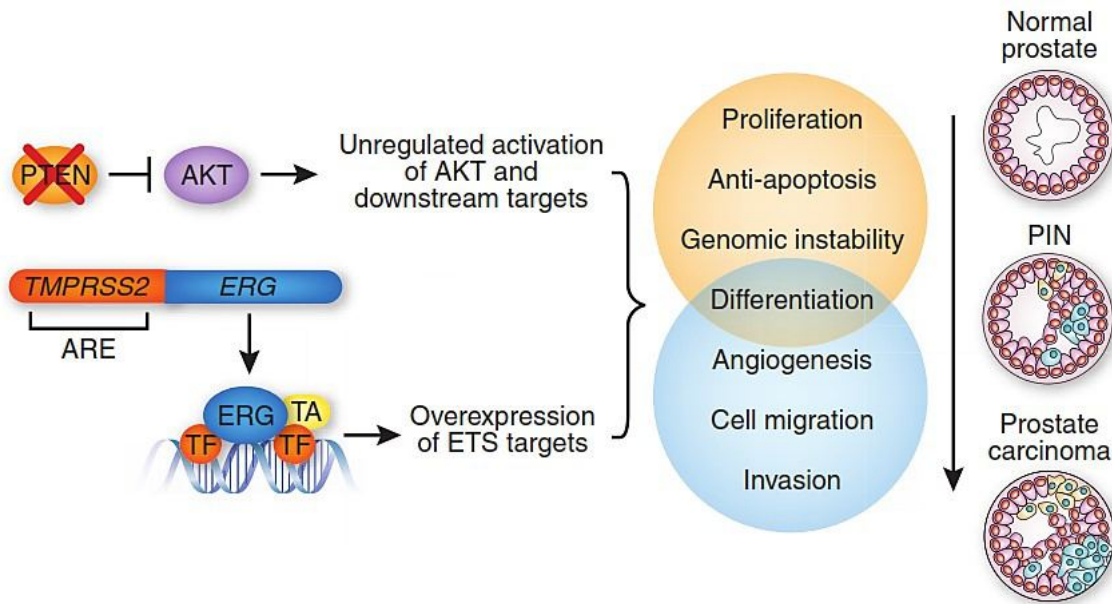 Normal
prostate
PTEN
AKT
Unregulated activation
of AKT and
downstream targets
TMPRSS2
ERG
ARE
ERG
TA
TF
TF
Overexpression
of ETS targets
Proliferation
Anti-apoptosis
Genomic instability
Differentiation
Angiogenesis
Cell migration
Invasion
PIN
Prostate
carcinoma